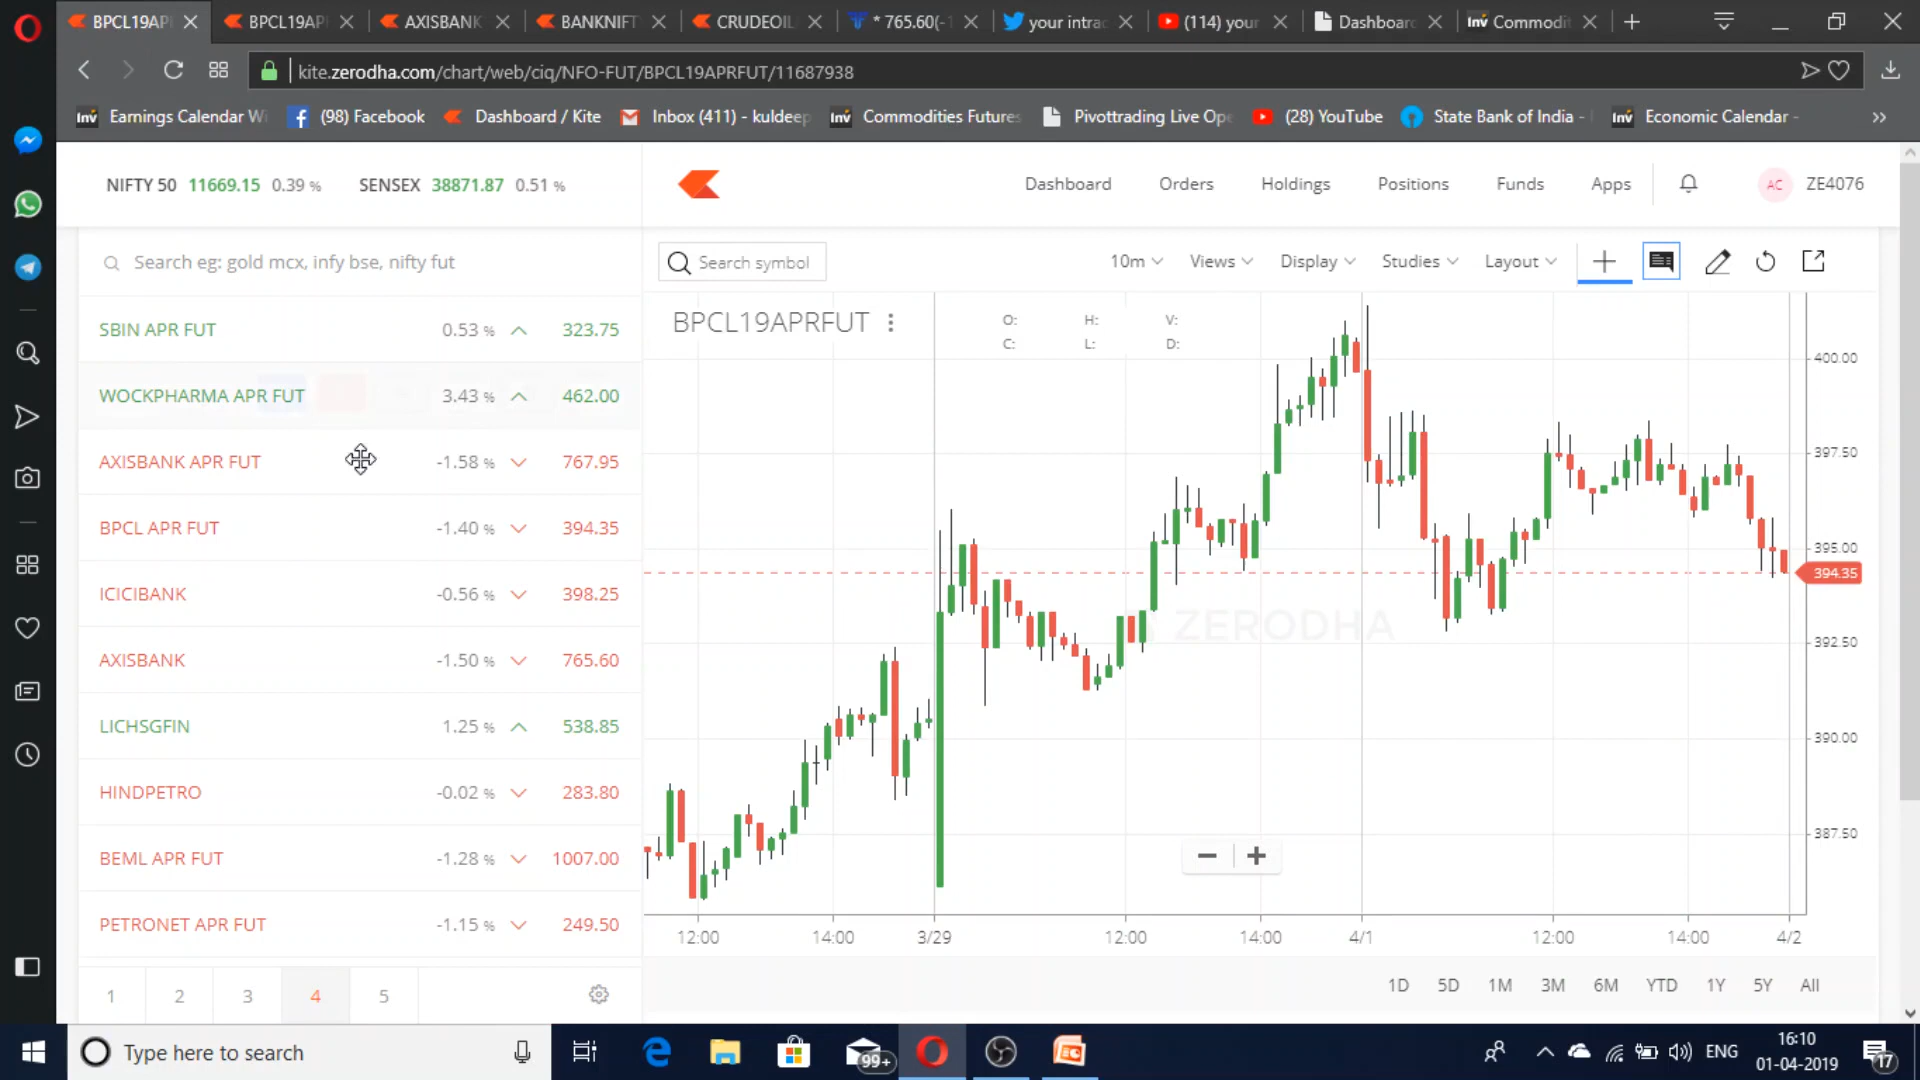 BPCL19AP
BPCL19AP
AXISBANK
BANKNIFT
CRUDEOIL
* 765.60(-1
your intrac
(114) your
Dashboar
Inv Commodit
kite.zerodha.com/chart/web/ciq/NFO-FUT/BPCL19APRFUT/11687938
Inv Earnings Calendar Wi
(98) Facebook
Dashboard / Kite
Inbox (411) - kuldeep
Inv Commodities Futures
Pivottrading Live Ope
(28) YouTube
State Bank of India -
Inv Economic Calendar -
NIFTY 50 11669.15 0.39 %
SENSEX 38871.87 0.51 %
Dashboard
Orders
Holdings
Positions
Funds
Apps
AC
ZE4076
Search eg: gold mcx, infy bse, nifty fut
SBIN APR FUT 0.53 % 323.75
WOCKPHARMA APR FUT 3.43 % 462.00
AXISBANK APR FUT -1.58 % 767.95
BPCL APR FUT -1.40 % 394.35
ICICIBANK -0.56 % 398.25
AXISBANK -1.50 % 765.60
LICHSGFIN 1.25 % 538.85
HINDPETRO -0.02 % 283.80
BEML APR FUT -1.28 % 1007.00
PETRONET APR FUT -1.15 % 249.50
1 2 3 4 5
Search symbol
10m
Views
Display
Studies
Layout
BPCL19APRFUT
O: H: V:
C: L: D:
400.00
397.50
395.00
394.35
392.50
390.00
387.50
ZERODHA
12:00 14:00 3/29 12:00 14:00 4/1 12:00 14:00 4/2
1D 5D 1M 3M 6M YTD 1Y 5Y All
Type here to search
99+
ENG
16:10
01-04-2019
17